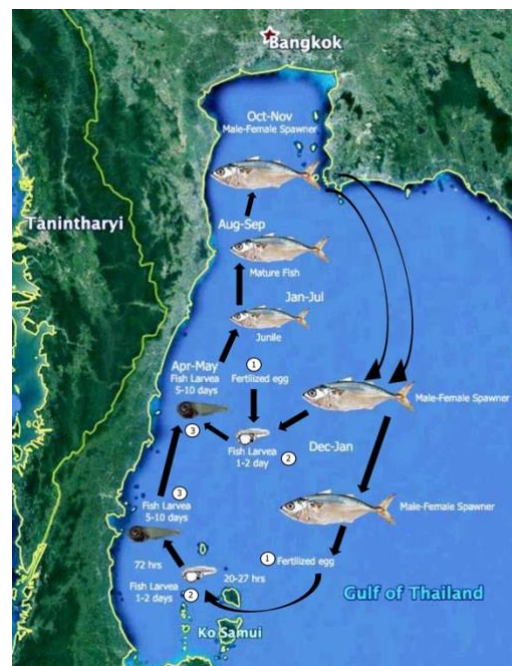 Bangkok
Oct-Nov
Male-Female Spawner
Tanintharyi
Aug-Sep
Mature Fish
Jan-Jul
Junile
Apr-May
Fish Larvea
5-10 days
1
Fertilized egg
3
Male-Female Spawner
Fish Larvea
1-2 day
2
Dec-Jan
3
Fish Larvea
5-10 days
Male-Female Spawner
1 Fertilized egg
72 hrs
20-27 hrs
Fish Larvea
1-2 days
2
Gulf of Thailand
Ko Samui